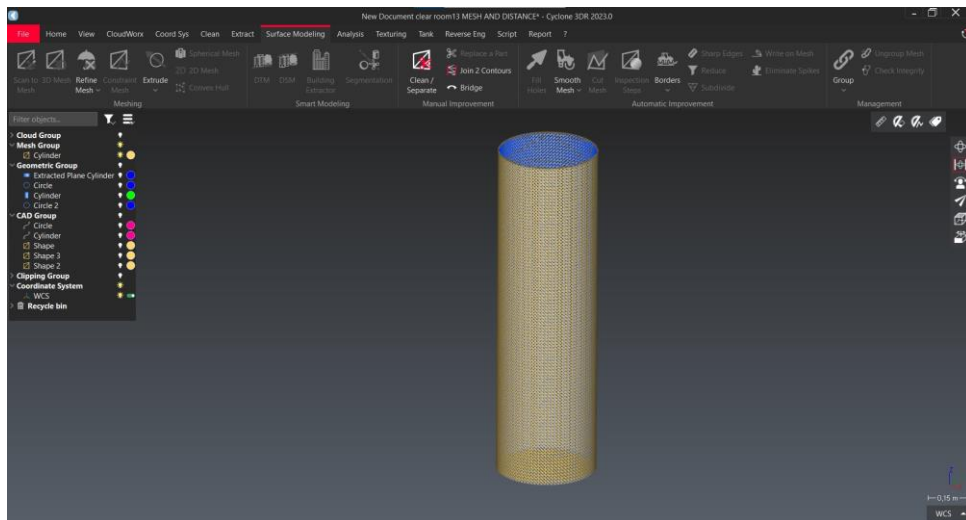 New Document clear room13 MESH AND DISTANCE* - Cyclone 3DR 2023.0
File Home View CloudWorx Coord Sys Clean Extract Surface Modeling Analysis Texturing Tank Reverse Eng Script Report ?
Scan to Mesh
3D Mesh
Refine Mesh
Constraint Mesh
Extrude
Spherical Mesh
2D 2D Mesh
Convex Hull
Meshing
DTM
DSM
Building Extractor
Segmentation
Smart Modeling
Clean / Separate
Replace a Part
Join 2 Contours
Bridge
Manual Improvement
Fill Holes
Smooth Mesh
Cut Mesh
Inspection Steps
Borders
Sharp Edges
Reduce
Subdivide
Write on Mesh
Eliminate Spikes
Automatic Improvement
Group
Ungroup Mesh
Check Integrity
Management
Filter objects...
Cloud Group
Mesh Group
Cylinder
Geometric Group
Extracted Plane Cylinder
Circle
Cylinder
Circle 2
CAD Group
Circle
Cylinder
Shape
Shape 3
Shape 2
Clipping Group
Coordinate System
WCS
Recycle bin
0,15 m
WCS